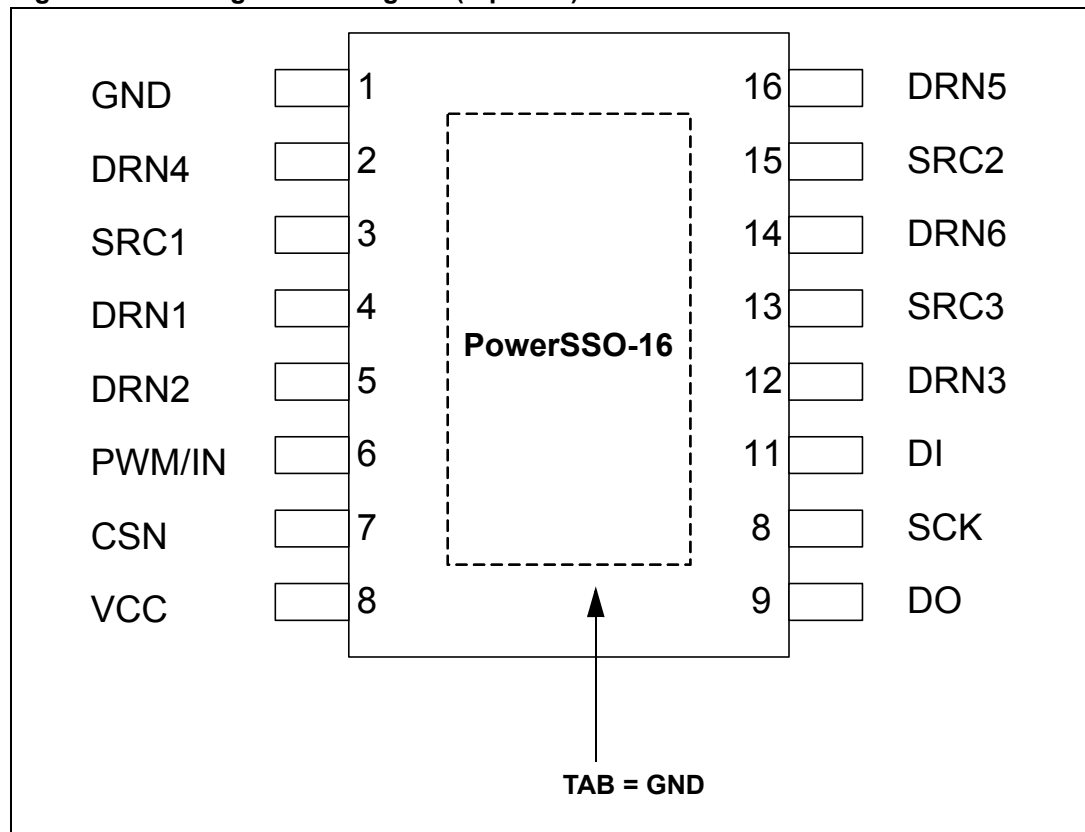 GND 1 16 DRN5
DRN4 2 15 SRC2
SRC1 3 14 DRN6
DRN1 4 13 SRC3
PowerSSO-16
DRN2 5 12 DRN3
PWM/IN 6 11 DI
CSN 7 8 SCK
VCC 8 9 DO
TAB = GND